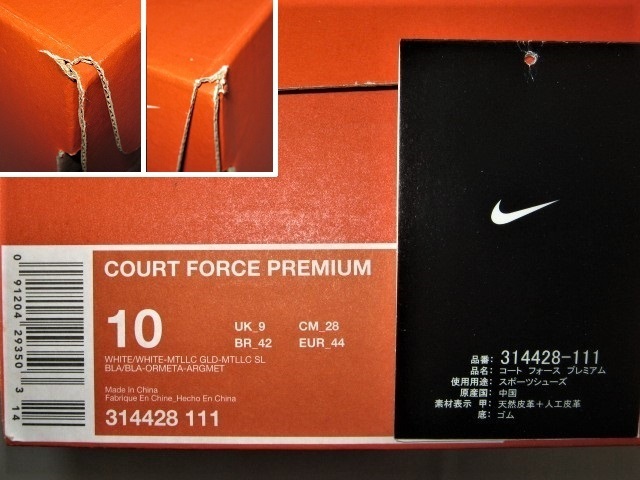 COURT FORCE PREMIUM
10
UK_9 CM_28
BR_42 EUR_44
WHITE/WHITE-MTLLC GLD-MTLLC SL
BLA/BLA-ORMETA-ARGMET
Made In China
Fabrique En Chine_Hecho En China
314428 111
0 91204 29350 3 14
品番: 314428-111
品名: コート フォース プレミアム
使用用途: スポーツシューズ
原産国: 中国
素材表示 甲: 天然皮革+人工皮革
底: ゴム